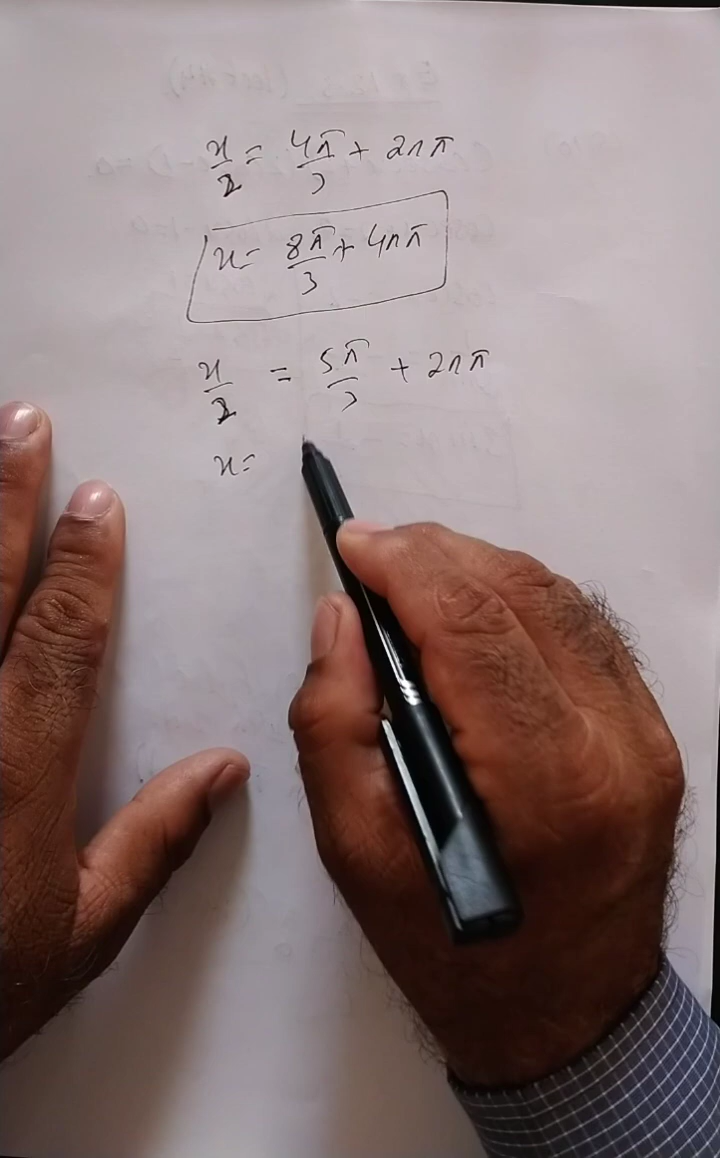 x/2 = 4π/3 + 2nπ
x = 8π/3 + 4nπ
x/2 = 5π/3 + 2nπ
x =